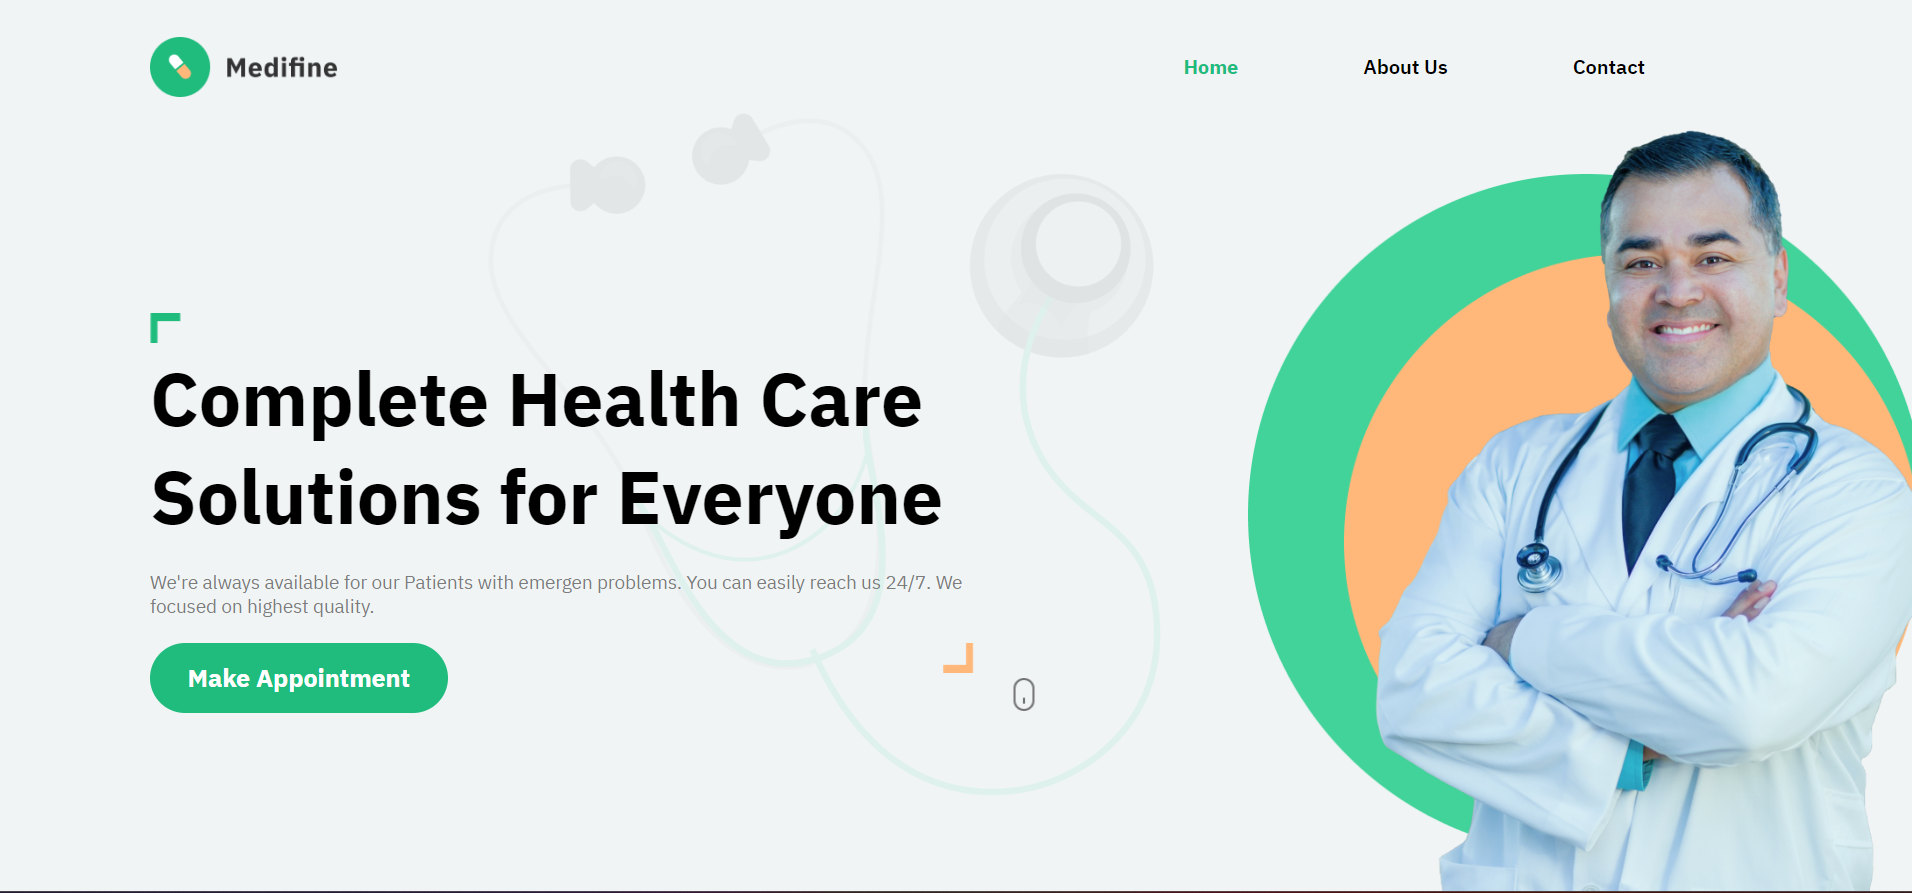 Medifine
Home
About Us
Contact
Complete Health Care
Solutions for Everyone
We're always available for our Patients with emergen problems. You can easily reach us 24/7. We
focused on highest quality.
Make Appointment